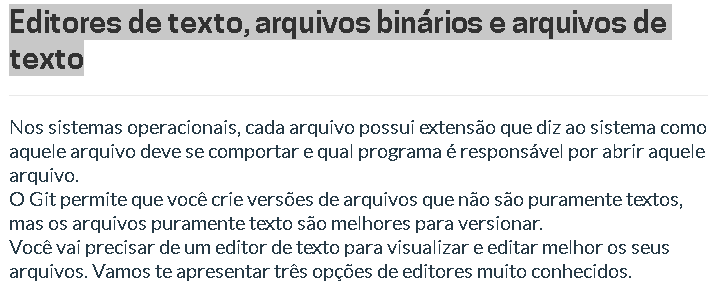 Editores de texto, arquivos binários e arquivos de
texto
Nos sistemas operacionais, cada arquivo possui extensão que diz ao sistema como
aquele arquivo deve se comportar e qual programa é responsável por abrir aquele
arquivo.
O Git permite que você crie versões de arquivos que não são puramente textos,
mas os arquivos puramente texto são melhores para versionar.
Você vai precisar de um editor de texto para visualizar e editar melhor os seus
arquivos. Vamos te apresentar três opções de editores muito conhecidos.